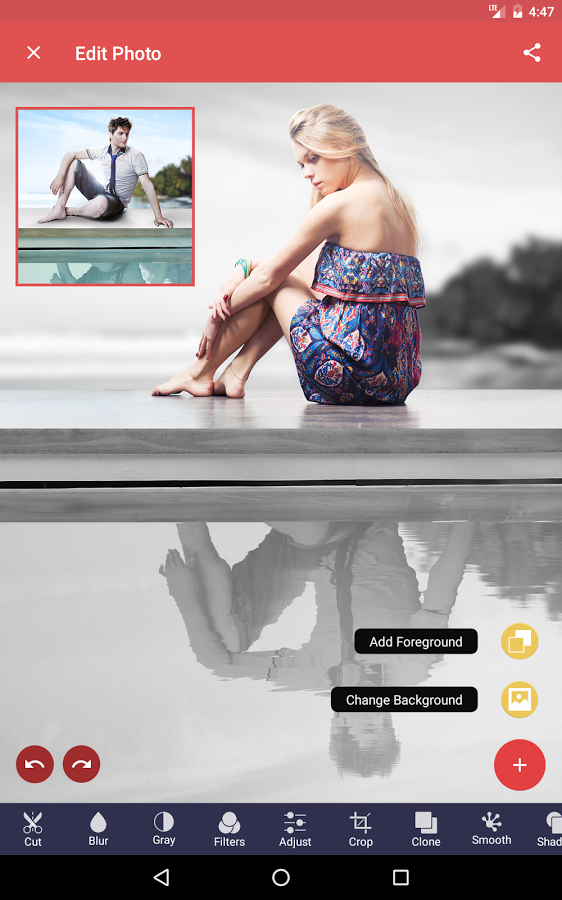 LTE 4:47
Edit Photo
Add Foreground
Change Background
Cut
Blur
Gray
Filters
Adjust
Crop
Clone
Smooth
Shad